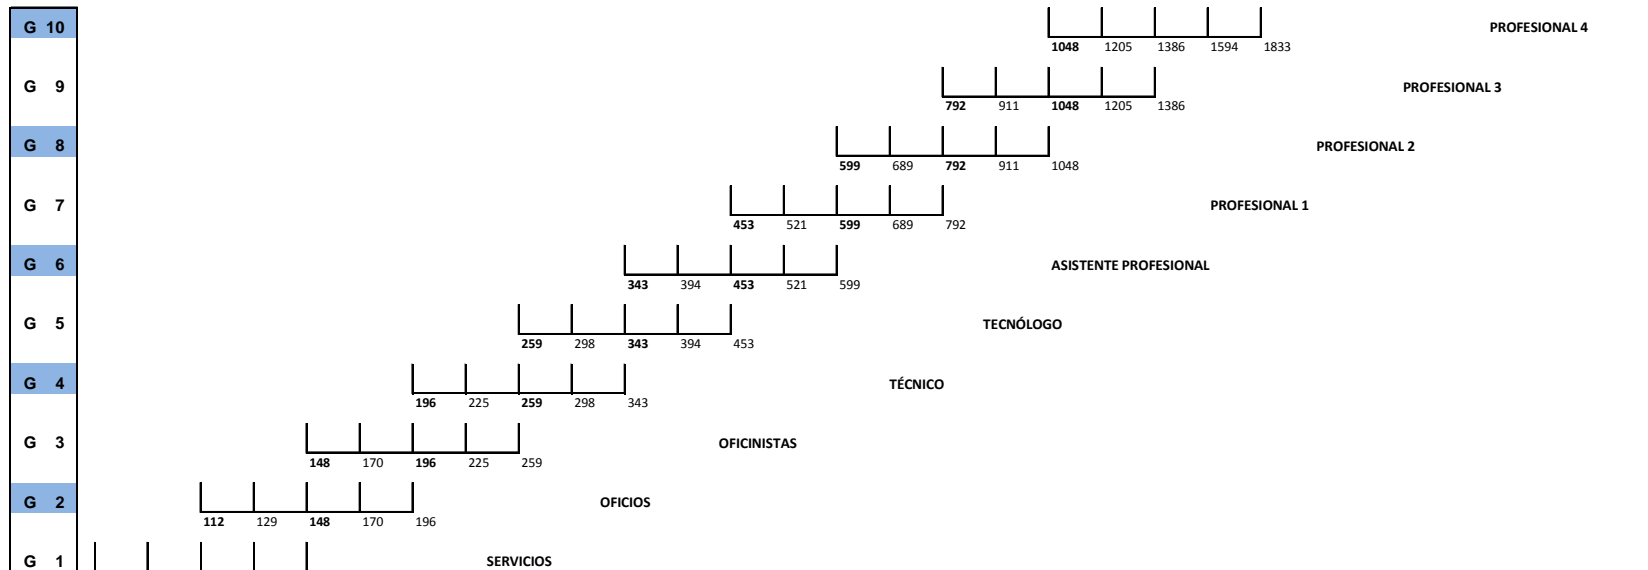 G 10 PROFESIONAL 4
1048 1205 1386 1594 1833
G 9 PROFESIONAL 3
792 911 1048 1205 1386
G 8 PROFESIONAL 2
599 689 792 911 1048
G 7 PROFESIONAL 1
453 521 599 689 792
G 6 ASISTENTE PROFESIONAL
343 394 453 521 599
G 5 TECNÓLOGO
259 298 343 394 453
G 4 TÉCNICO
196 225 259 298 343
G 3 OFICINISTAS
148 170 196 225 259
G 2 OFICIOS
112 129 148 170 196
G 1 SERVICIOS